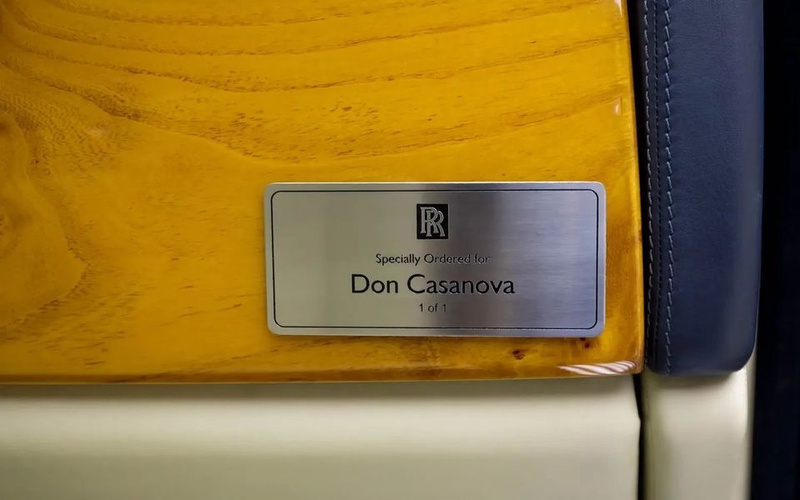 RR
Specially Ordered for
Don Casanova
1 of 1